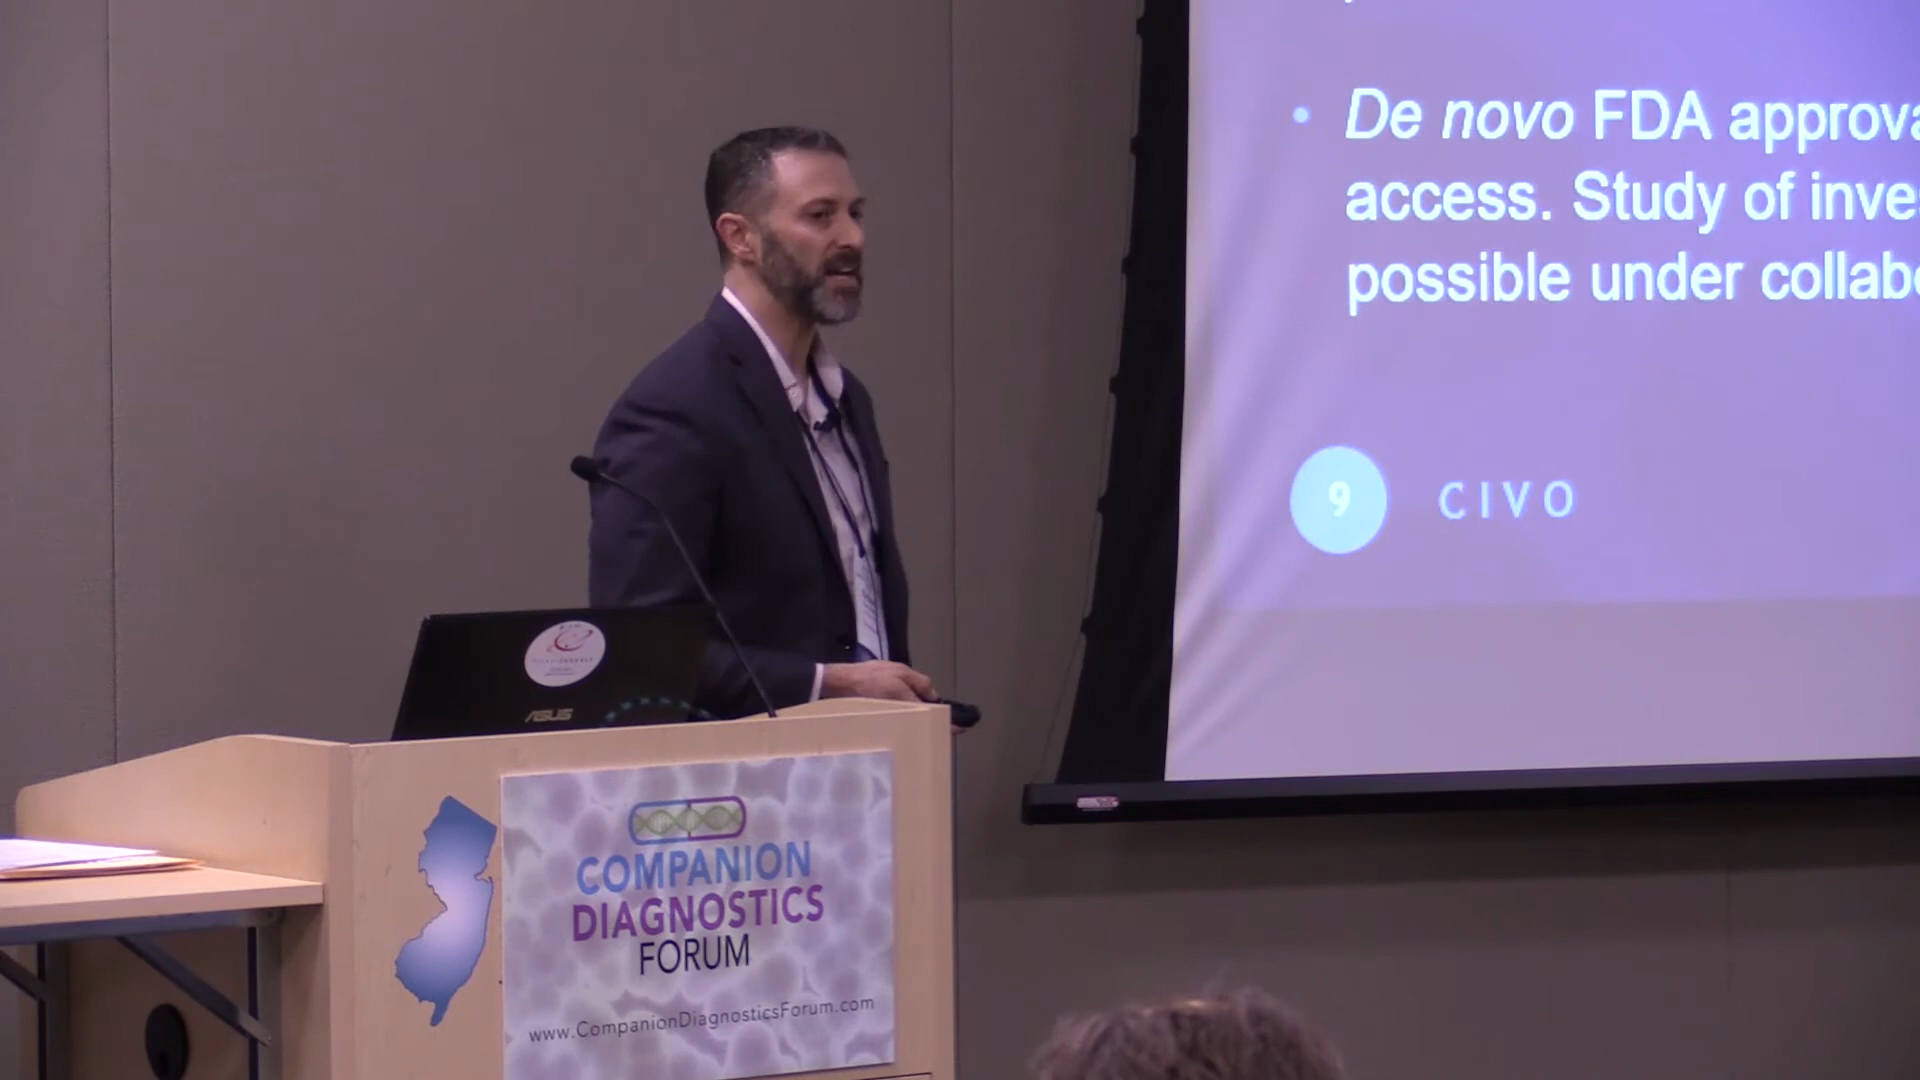 De novo FDA approva
access. Study of inve
possible under collab
9 CIVO
ASUS
COMPANION
DIAGNOSTICS
FORUM
www.CompanionDiagnosticsForum.com